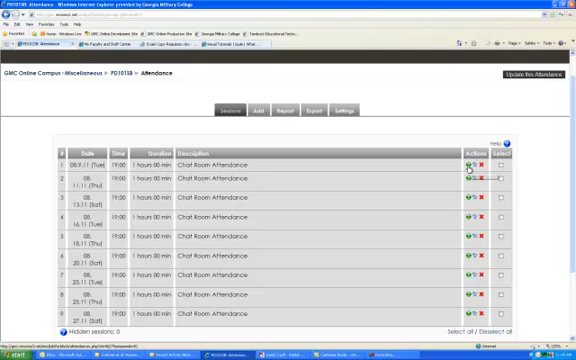 PD101SB: Attendance - Windows Internet Explorer provided by Georgia Military College
File Edit View Favorites Tools Help
Favorites
GMC Online Campus - Miscellaneous ► PD101SB ► Attendance
Update this Attendance
Sessions Add Report Export Settings
Help
# Date Time Duration Description Actions Select
1 08.9.11 (Tue) 19:00 1 hours 00 min Chat Room Attendance
2 08.11.11 (Thu) 19:00 1 hours 00 min Chat Room Attendance
3 08.13.11 (Sat) 19:00 1 hours 00 min Chat Room Attendance
4 08.16.11 (Tue) 19:00 1 hours 00 min Chat Room Attendance
5 08.18.11 (Thu) 19:00 1 hours 00 min Chat Room Attendance
6 08.20.11 (Sat) 19:00 1 hours 00 min Chat Room Attendance
7 08.23.11 (Tue) 19:00 1 hours 00 min Chat Room Attendance
8 08.25.11 (Thu) 19:00 1 hours 00 min Chat Room Attendance
9 08.27.11 (Sat) 19:00 1 hours 00 min Chat Room Attendance
Hidden sessions: 0
Select all / Deselect all
Internet
start